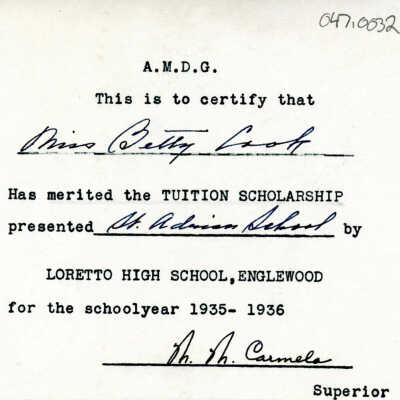 047.0032
A.M.D.G.
This is to certify that
Miss Betty Cook
Has merited the TUITION SCHOLARSHIP
presented St. Adrian School by
LORETTO HIGH SCHOOL,ENGLEWOOD
for the schoolyear 1935- 1936
M. M. Carmela
Superior